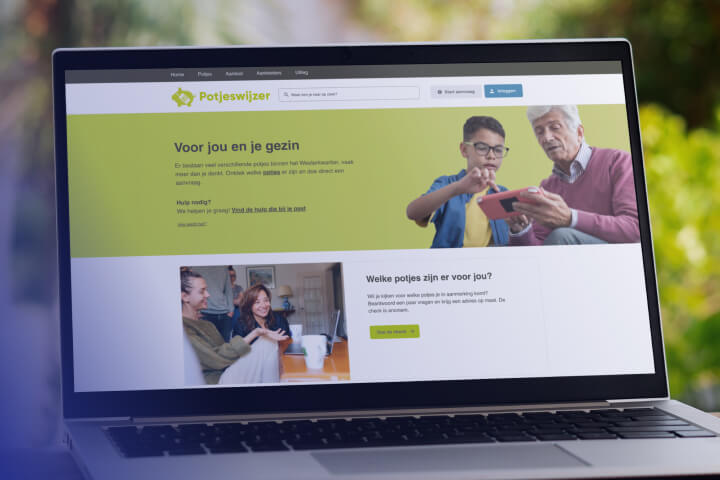 Home Potjes Aanbod Aanbieders Uitleg
Potjeswijzer
Waar ben je naar op zoek?
Start aanvraag
Inloggen
Voor jou en je gezin
Er bestaan veel verschillende potjes binnen het Westerkwartier, vaak
meer dan je denkt. Ontdek welke potjes er zijn en doe direct een
aanvraag.
Hulp nodig?
We helpen je graag! Vind de hulp die bij je past
Welke potjes zijn er voor jou?
Wil je kijken voor welke potjes je in aanmerking komt?
Beantwoord een paar vragen en krijg een advies op maat. De
check is anoniem.
Doe de check